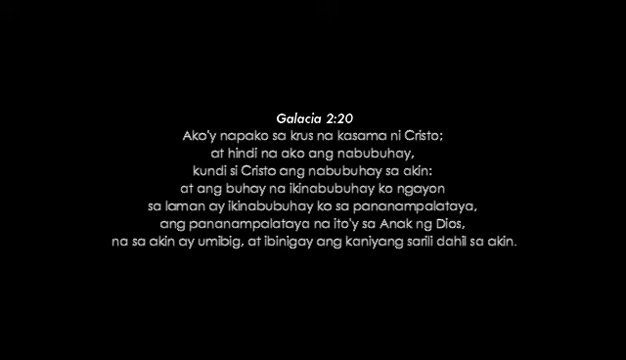 Galacia 2:20
Ako'y napako sa krus na kasama ni Cristo;
at hindi na ako ang nabubuhay,
kundi si Cristo ang nabubuhay sa akin:
at ang buhay na ikinabubuhay ko ngayon
sa laman ay ikinabubuhay ko sa pananampalataya,
ang pananampalataya na ito'y sa Anak ng Dios,
na sa akin ay umibig, at ibinigay ang kaniyang sarili dahil sa akin.